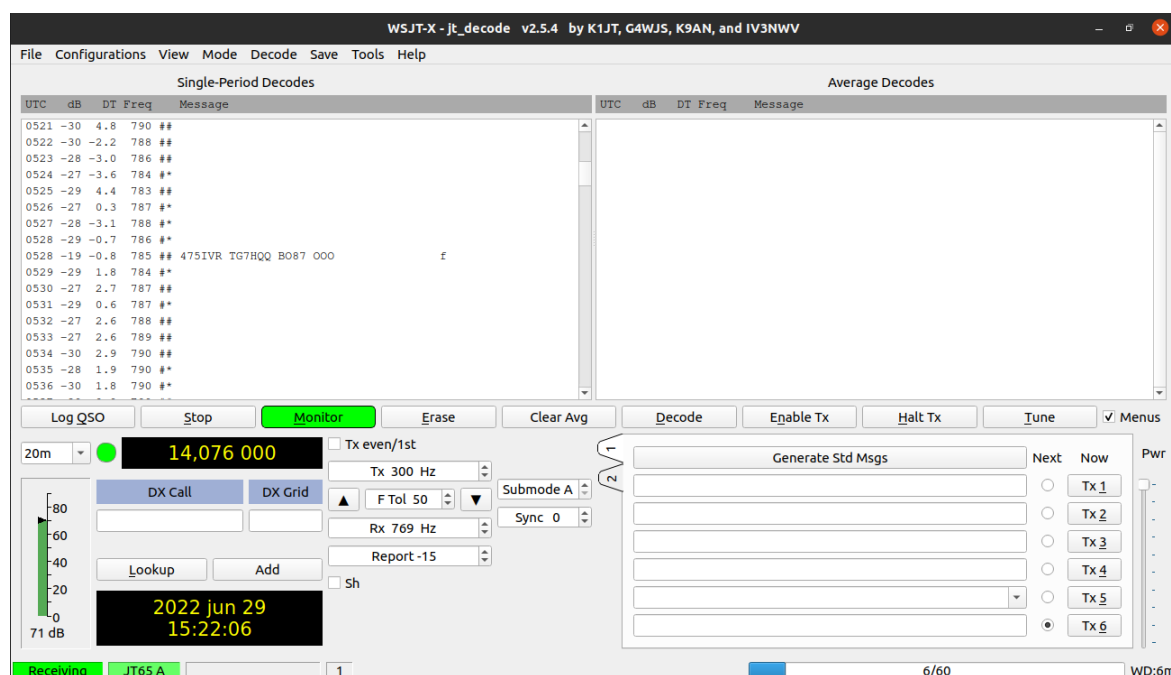 WSJT-X - jt_decode v2.5.4 by K1JT, G4WJS, K9AN, and IV3NWV
File Configurations View Mode Decode Save Tools Help
Single-Period Decodes
Average Decodes
UTC dB DT Freq Message
UTC dB DT Freq Message
0521 -30 4.8 790 ##
0522 -30 -2.2 788 ##
0523 -28 -3.0 786 ##
0524 -27 -3.6 784 #*
0525 -29 4.4 783 ##
0526 -27 0.3 787 #*
0527 -28 -3.1 788 #*
0528 -29 -0.7 786 #*
0528 -19 -0.8 785 ## 475IVR TG7HQQ BO87 OOO f
0529 -29 1.8 784 #*
0530 -27 2.7 787 ##
0531 -29 0.6 787 #*
0532 -27 2.6 788 ##
0533 -27 2.6 789 ##
0534 -30 2.9 790 ##
0535 -28 1.9 790 #*
0536 -30 1.8 790 #*
Log QSO Stop Monitor Erase Clear Avg Decode Enable Tx Halt Tx Tune Menus
20m
14,076 000
Tx even/1st
Tx 300 Hz
DX Call DX Grid
F Tol 50
Submode A
Rx 769 Hz
Sync 0
Report -15
Lookup Add
Sh
2022 jun 29
15:22:06
80
60
40
20
0
71 dB
1
2
Generate Std Msgs
Next Now
Pwr
Tx 1
Tx 2
Tx 3
Tx 4
Tx 5
Tx 6
Receiving JT65 A 1 6/60 WD:6m